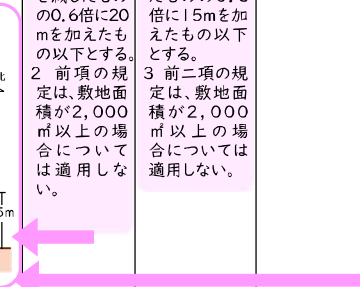 の0.6倍に20
mを加えたも
の以下とする。
2 前項の規
定は、敷地面
積が2,000
㎡以上の場
合について
は適用しな
い。
倍に15mを加
えたもの以下
とする。
3 前二項の規
定は、敷地面
積が2,000
㎡以上の場
合については
適用しない。
5m